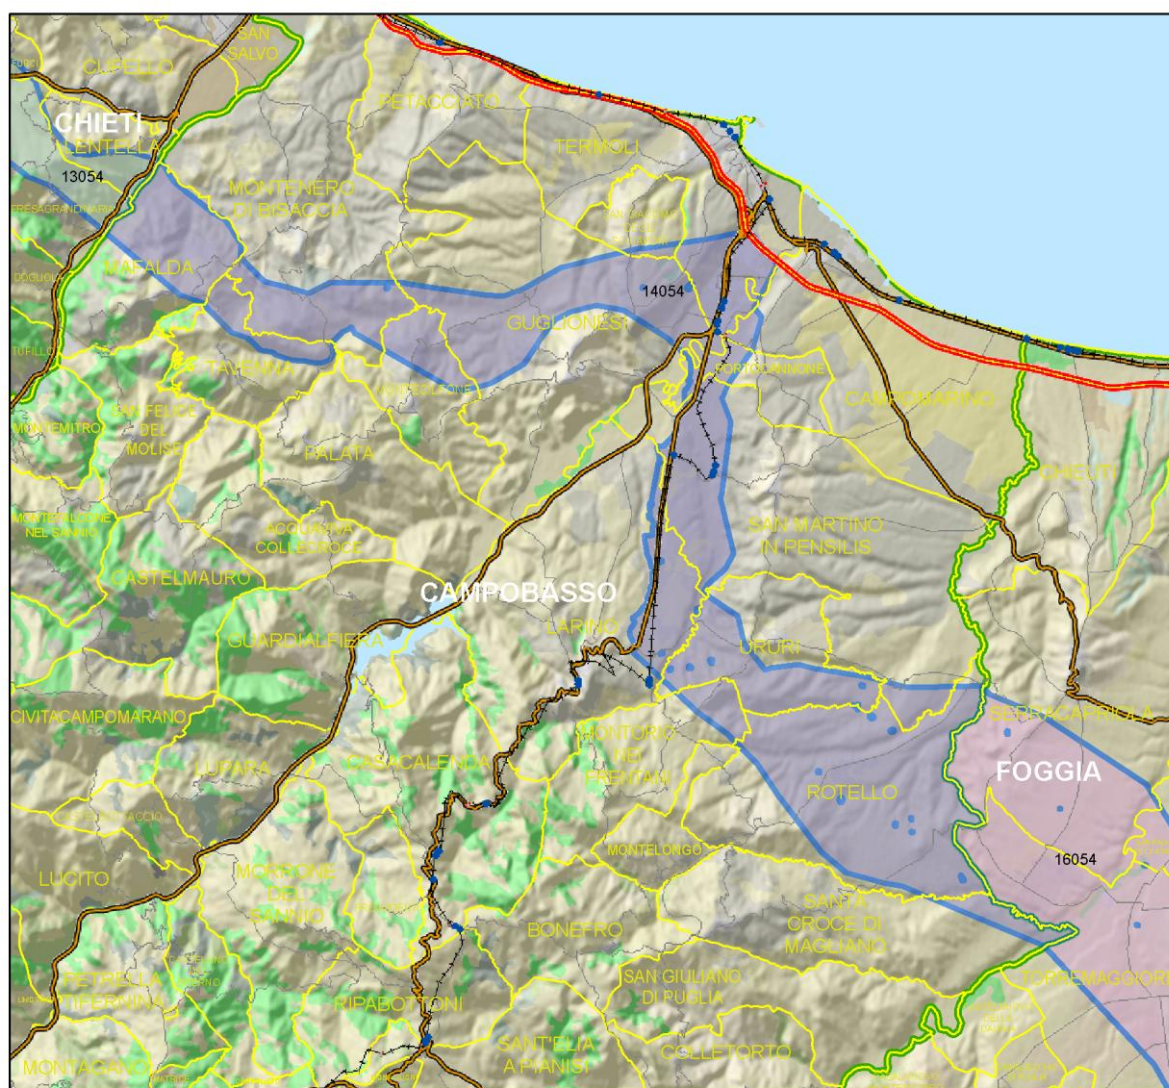 SAN
SALVO
CUPELLO
PETACCIATO
CHIETI
LENTELLA
TERMOLI
13054
MONTENERO
DI BISACCIA
FRESAGRANDINARIA
MAFALDA
14054
GUGLIONESI
TUFILLO
TAVENNA
PORTOCANNONE
CAMPOMARINO
MONTEMITRO
SAN FELICE
DEL
MOLISE
PALATA
CHIEUTI
MONTEFALCONE
NEL SANNIO
ACQUAVIVA
COLLECROCE
SAN MARTINO
IN PENSILIS
CASTELMAURO
CAMPOBASSO
LARINO
GUARDIALFIERA
URURI
CIVITACAMPOMARANO
SERRACAPRIOLA
LUPARA
CASACALENDA
MONTORIO
NEI
FRENTANI
FOGGIA
ROTELLO
MONTELONGO
16054
LUCITO
MORRONE
DEL
SANNIO
SANTA
CROCE DI
MAGLIANO
BONEFRO
PETRELLA
TIFERNINA
RIPABOTTONI
SAN GIULIANO
DI PUGLIA
TORREMAGGIORE
SANT'ELIA
A PIANISI
COLLETORTO
MONTAGANO